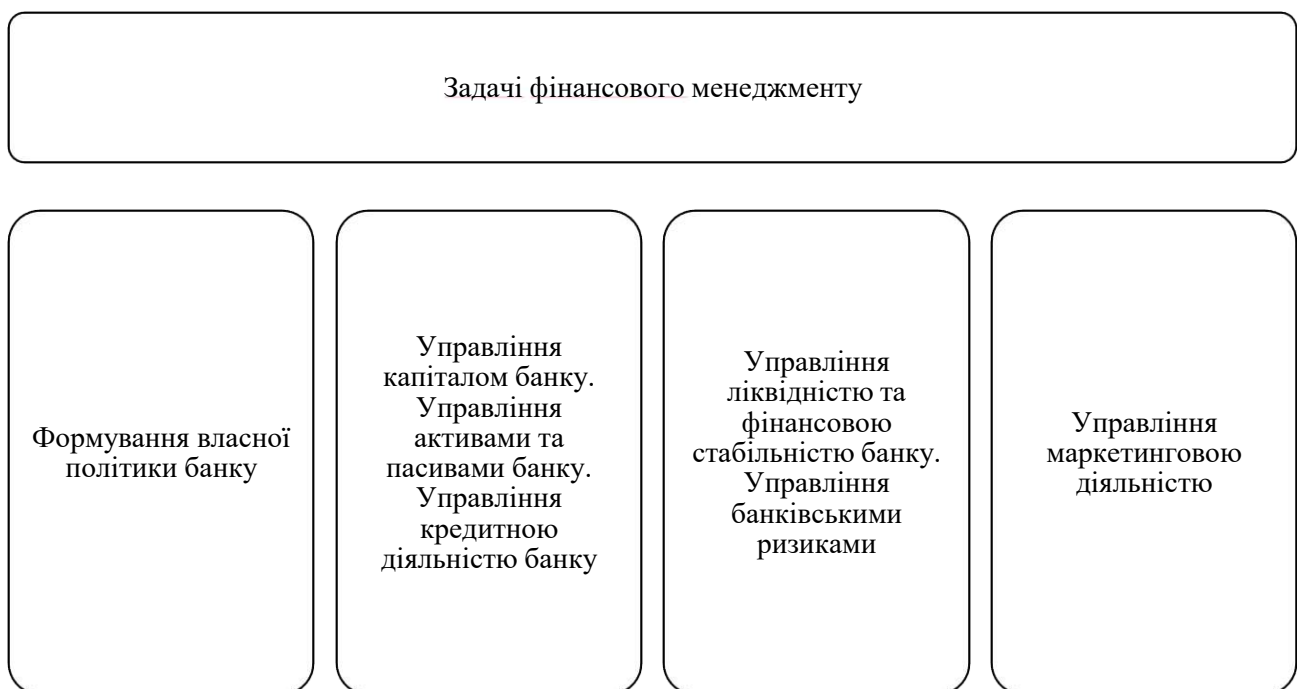 Задачі фінансового менеджменту
Формування власної
політики банку
Управління
капіталом банку.
Управління
активами та
пасивами банку.
Управління
кредитною
діяльністю банку
Управління
ліквідністю та
фінансовою
стабільністю банку.
Управління
банківськими
ризиками
Управління
маркетинговою
діяльністю